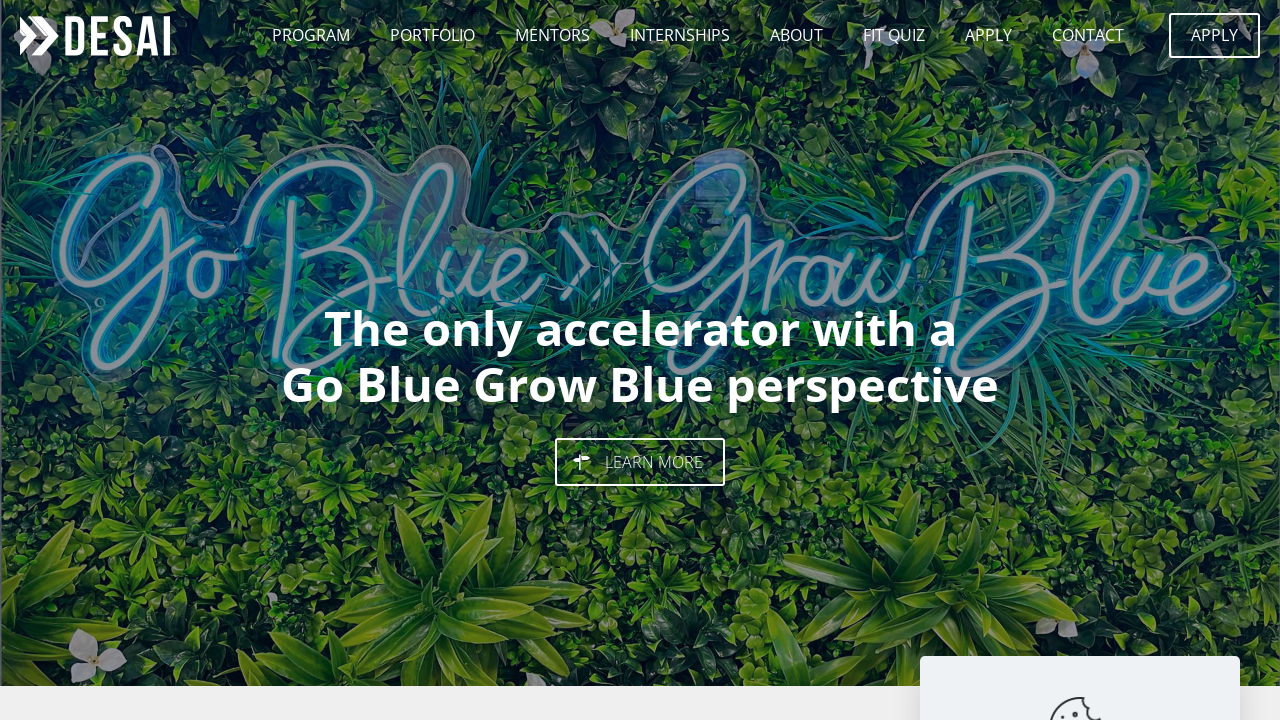 DESAI
PROGRAM PORTFOLIO MENTORS INTERNSHIPS ABOUT FIT QUIZ APPLY CONTACT APPLY
Go Blue >> Grow Blue
The only accelerator with a
Go Blue Grow Blue perspective
LEARN MORE